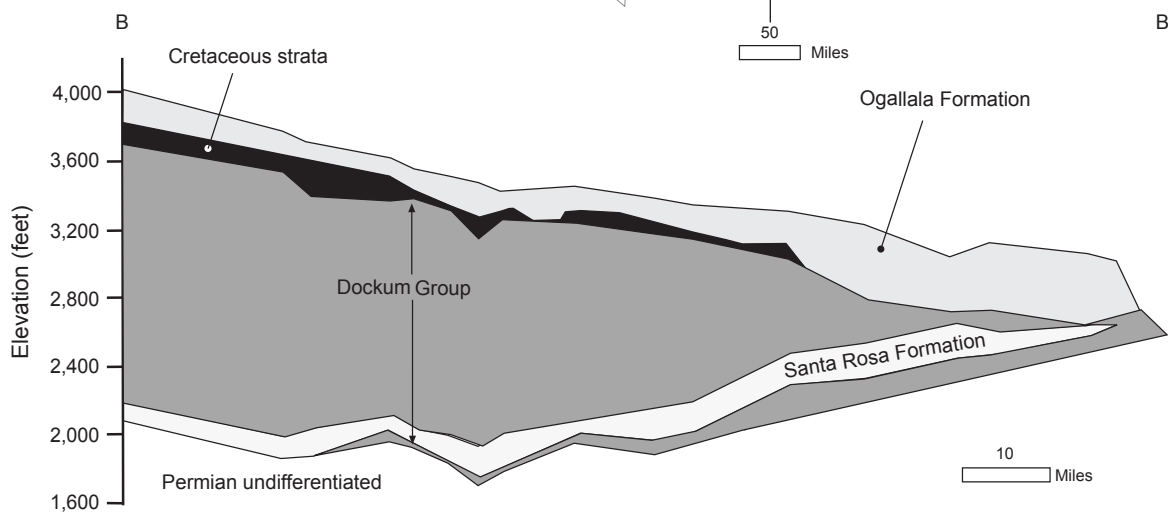 B
B
50
Miles
Cretaceous strata
Ogallala Formation
4,000
3,600
3,200
2,800
2,400
2,000
1,600
Elevation (feet)
Dockum Group
Santa Rosa Formation
Permian undifferentiated
10
Miles